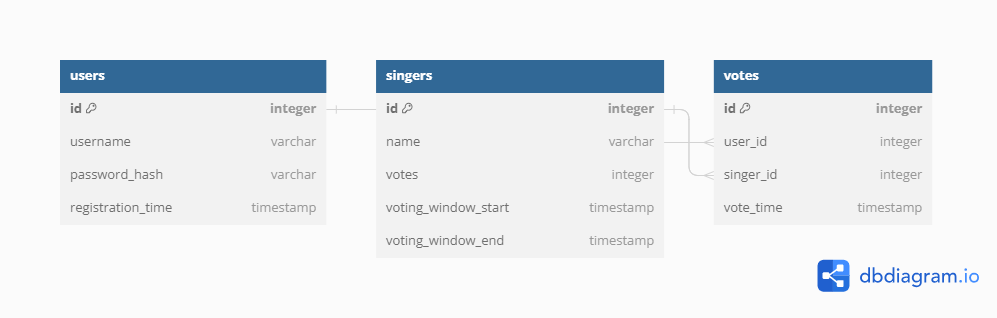 users
id integer
username varchar
password_hash varchar
registration_time timestamp
singers
id integer
name varchar
votes integer
voting_window_start timestamp
voting_window_end timestamp
votes
id integer
user_id integer
singer_id integer
vote_time timestamp
dbdiagram.io